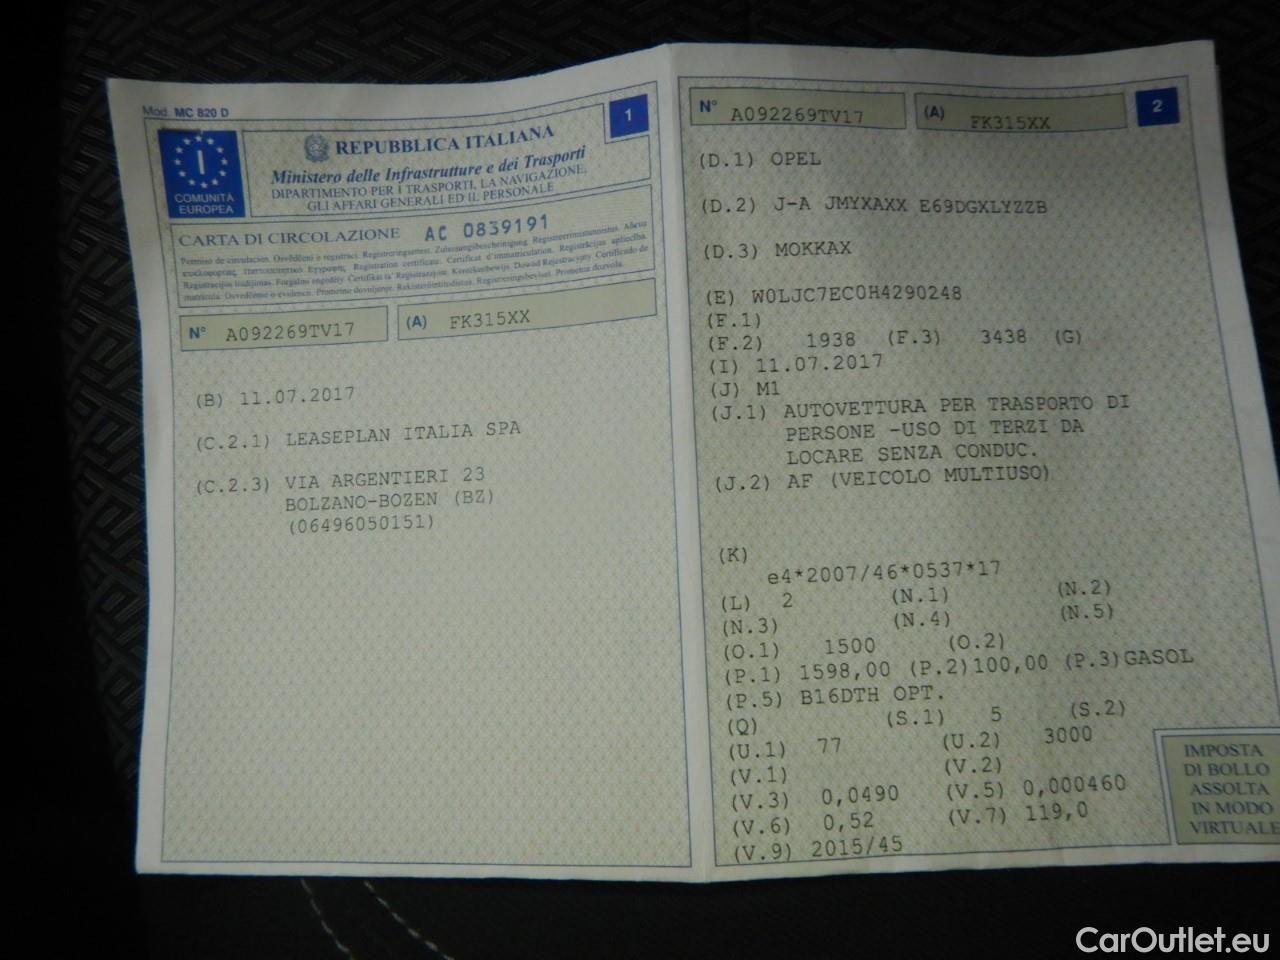 Mod. MC 820 D
1
I
COMUNITÀ
EUROPEA
REPUBBLICA ITALIANA
Ministero delle Infrastrutture e dei Trasporti
DIPARTIMENTO PER I TRASPORTI, LA NAVIGAZIONE,
GLI AFFARI GENERALI ED IL PERSONALE
CARTA DI CIRCOLAZIONE AC 0839191
N° A092269TV17 (A) FK315XX
(B) 11.07.2017
(C.2.1) LEASEPLAN ITALIA SPA
(C.2.3) VIA ARGENTIERI 23
BOLZANO-BOZEN (BZ)
(06496050151)
N° A092269TV17 (A) FK315XX 2
(D.1) OPEL
(D.2) J-A JMYXAXX E69DGXLYZZB
(D.3) MOKKAX
(E) W0LJC7EC0H4290248
(F.1)
(F.2) 1938 (F.3) 3438 (G)
(I) 11.07.2017
(J) M1
(J.1) AUTOVETTURA PER TRASPORTO DI
PERSONE -USO DI TERZI DA
LOCARE SENZA CONDUC.
(J.2) AF (VEICOLO MULTIUSO)
(K)
e4*2007/46*0537*17
(L) 2 (N.1) (N.2)
(N.3) (N.4) (N.5)
(O.1) 1500 (O.2)
(P.1) 1598,00 (P.2)100,00 (P.3)GASOL
(P.5) B16DTH OPT.
(Q) (S.1) 5 (S.2)
(U.1) 77 (U.2) 3000
(V.1) (V.2)
(V.3) 0,0490 (V.5) 0,000460
(V.6) 0,52 (V.7) 119,0
(V.9) 2015/45
IMPOSTA
DI BOLLO
ASSOLTA
IN MODO
VIRTUALE
CarOutlet.eu